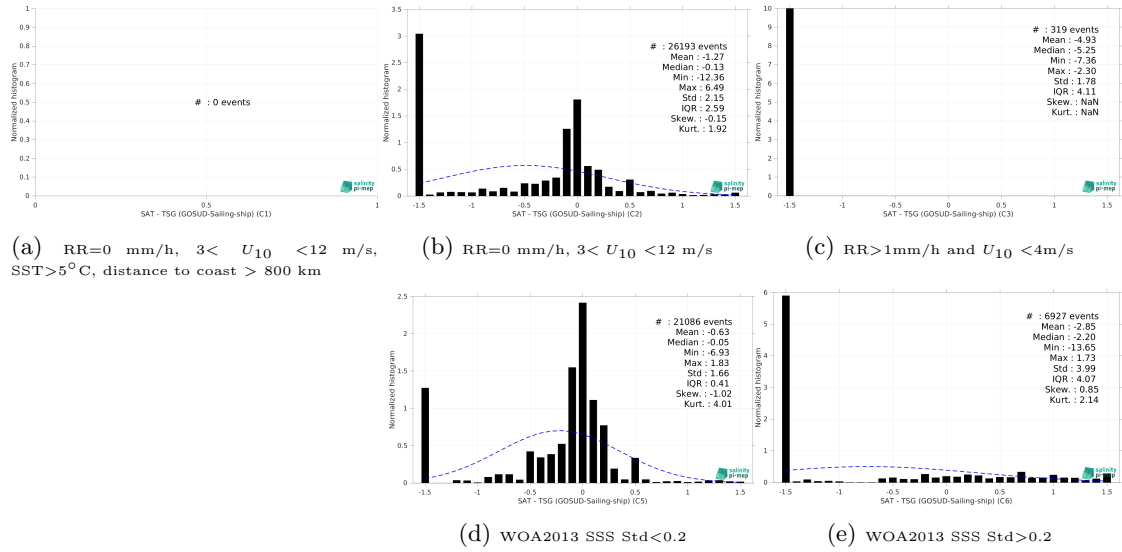 1
0.9
0.8
0.7
0.6
0.5
0.4
0.3
0.2
0.1
0
Normalized histogram
# : 0 events
salinity
pi-mep
0 0.5 1
SAT - TSG (GOSUD-Sailing-ship) (C1)
(a) RR=0 mm/h, 3< U10 <12 m/s,
SST>5°C, distance to coast > 800 km
3.5
3
2.5
2
1.5
1
0.5
0
Normalized histogram
# : 26193 events
Mean : -1.27
Median : -0.13
Min : -12.36
Max : 6.49
Std : 2.15
IQR : 2.59
Skew. : -0.15
Kurt. : 1.92
salinity
pi-mep
-1.5 -1 -0.5 0 0.5 1 1.5
SAT - TSG (GOSUD-Sailing-ship) (C2)
(b) RR=0 mm/h, 3< U10 <12 m/s
10
9
8
7
6
5
4
3
2
1
0
Normalized histogram
# : 319 events
Mean : -4.93
Median : -5.25
Min : -7.36
Max : -2.30
Std : 1.78
IQR : 4.11
Skew. : NaN
Kurt. : NaN
salinity
pi-mep
-1.5 -1 -0.5 0 0.5 1 1.5
SAT - TSG (GOSUD-Sailing-ship) (C3)
(c) RR>1mm/h and U10 <4m/s
2.5
2
1.5
1
0.5
0
Normalized histogram
# : 21086 events
Mean : -0.63
Median : -0.05
Min : -6.93
Max : 1.83
Std : 1.66
IQR : 0.41
Skew. : -1.02
Kurt. : 4.01
salinity
pi-mep
-1.5 -1 -0.5 0 0.5 1 1.5
SAT - TSG (GOSUD-Sailing-ship) (C5)
(d) WOA2013 SSS Std<0.2
6
5
4
3
2
1
0
Normalized histogram
# : 6927 events
Mean : -2.85
Median : -2.20
Min : -13.65
Max : 1.73
Std : 3.99
IQR : 4.07
Skew. : 0.85
Kurt. : 2.14
salinity
pi-mep
-1.5 -1 -0.5 0 0.5 1 1.5
SAT - TSG (GOSUD-Sailing-ship) (C6)
(e) WOA2013 SSS Std>0.2